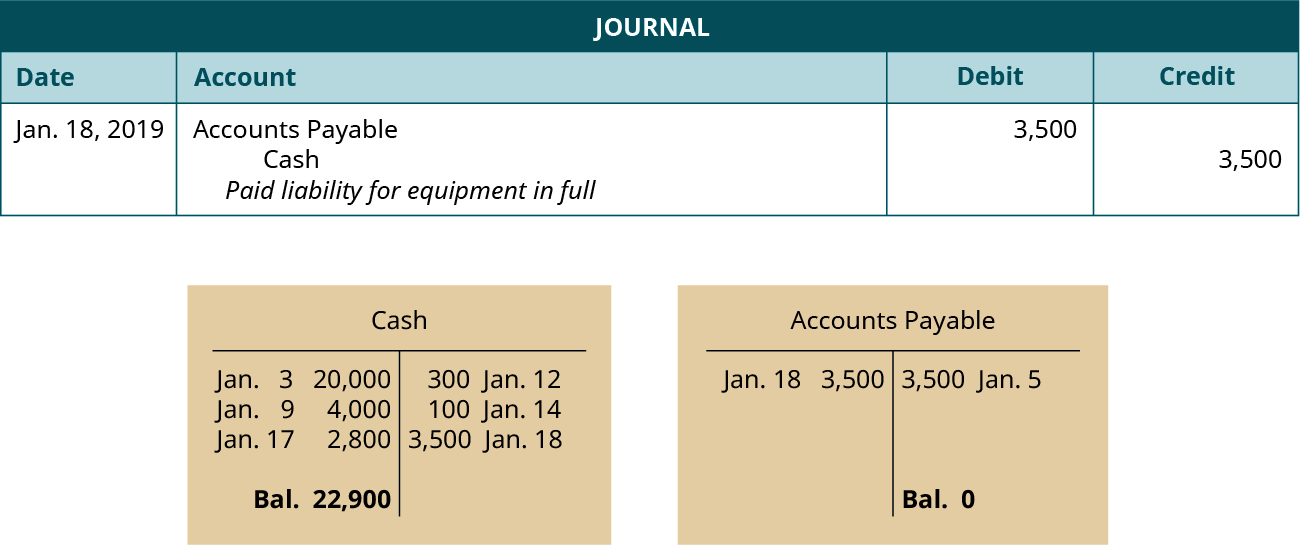 JOURNAL
Date Account Debit Credit
Jan. 18, 2019 Accounts Payable 3,500
Cash 3,500
Paid liability for equipment in full
Cash
Jan. 3 20,000 300 Jan. 12
Jan. 9 4,000 100 Jan. 14
Jan. 17 2,800 3,500 Jan. 18
Bal. 22,900
Accounts Payable
Jan. 18 3,500 3,500 Jan. 5
Bal. 0